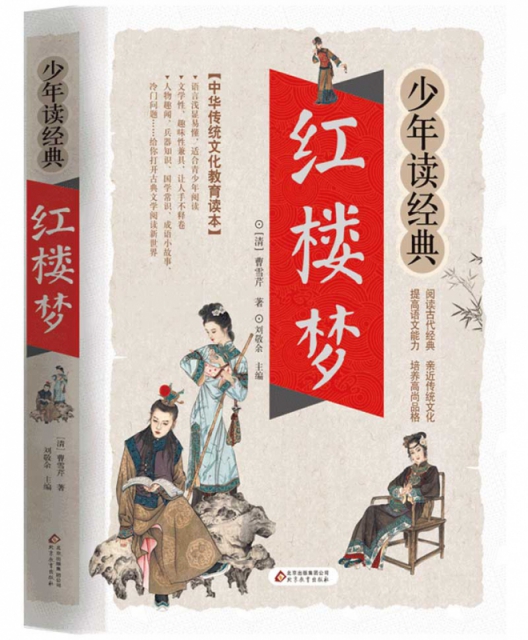 少年读经典
红楼梦
[清] 曹雪芹 著
刘敬余 主编
少年读经典
红楼梦
阅读古代经典 亲近传统文化
提高语文能力 培养高尚品格
⊙[清]曹雪芹 著 ⊙刘敬余 主编
【中华传统文化教育读本】
▾语言浅显易懂，适合青少年阅读
▾文学性、趣味性兼具，让人手不释卷
▾人物趣闻、兵器知识、国学常识、成语小故事、
冷门问题……给你打开古典文学阅读新世界
北京出版集团公司
北京教育出版社